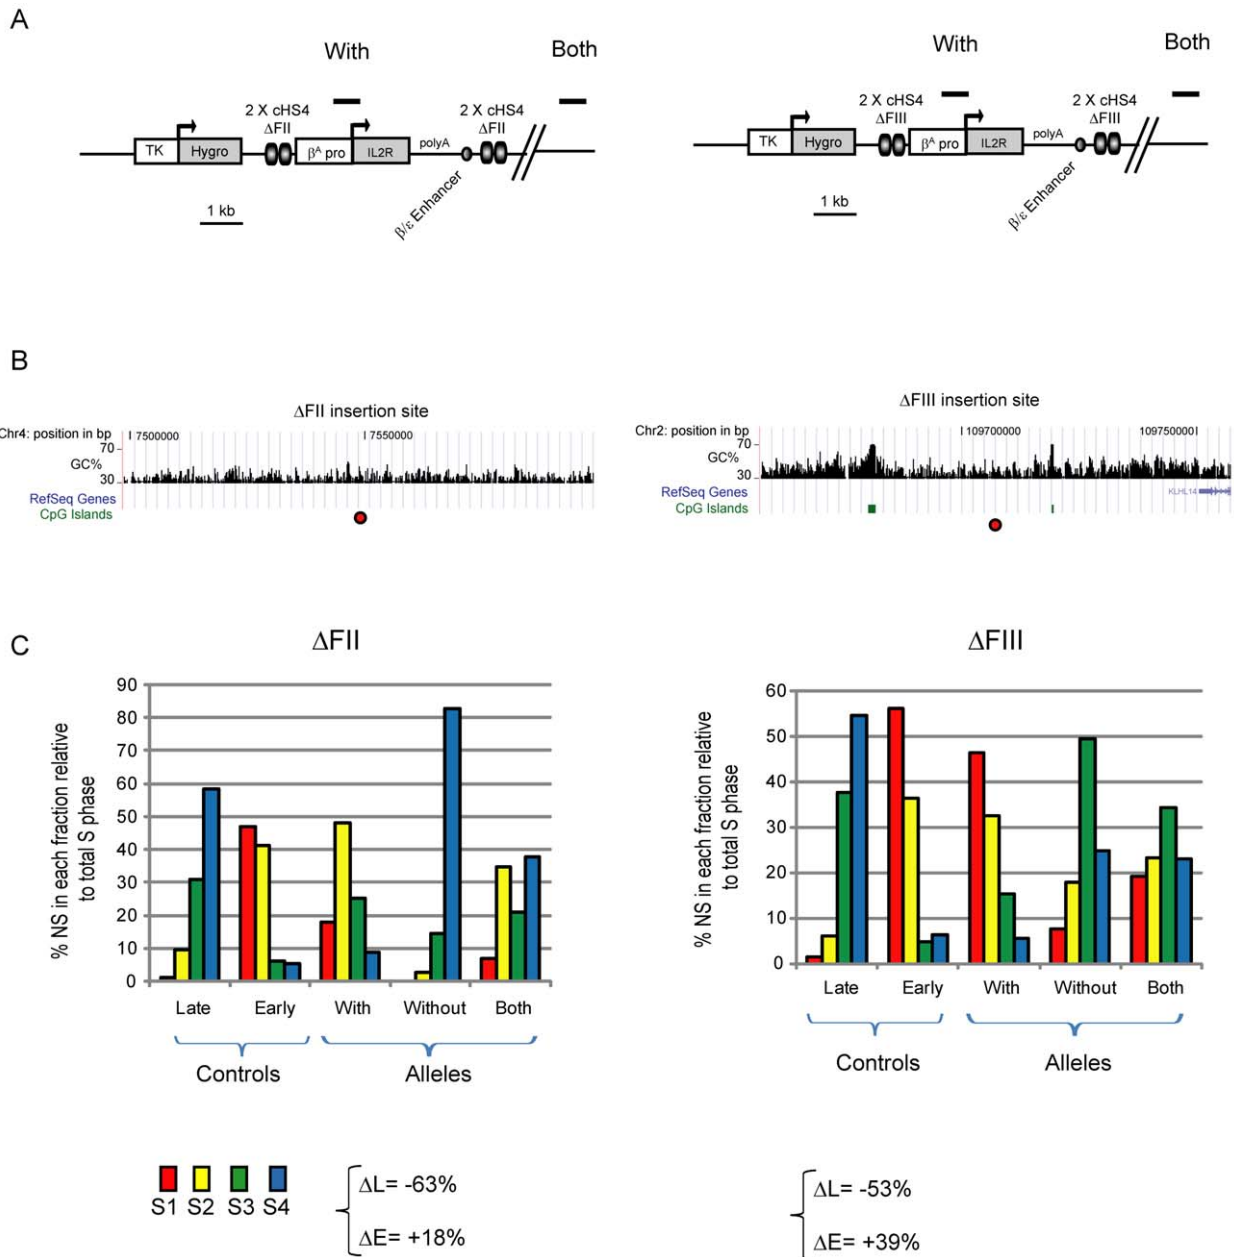 A
With
Both
2 X cHS4
ΔFII
2 X cHS4
ΔFII
TK
Hygro
βᴬ pro
IL2R
polyA
β/ε Enhancer
1 kb
With
Both
2 X cHS4
ΔFIII
2 X cHS4
ΔFIII
TK
Hygro
βᴬ pro
IL2R
polyA
β/ε Enhancer
1 kb
B
ΔFII insertion site
Chr4: position in bp
7500000
7550000
70
GC%
30
RefSeq Genes
CpG Islands
ΔFIII insertion site
Chr2: position in bp
109700000
109750000
70
GC%
30
RefSeq Genes
KLHL14
CpG Islands
C
ΔFII
% NS in each fraction relative
to total S phase
90
80
70
60
50
40
30
20
10
0
Late
Early
With
Without
Both
Controls
Alleles
ΔFIII
% NS in each fraction relative
to total S phase
60
50
40
30
20
10
0
Late
Early
With
Without
Both
Controls
Alleles
S1 S2 S3 S4
ΔL= -63%
ΔE= +18%
ΔL= -53%
ΔE= +39%